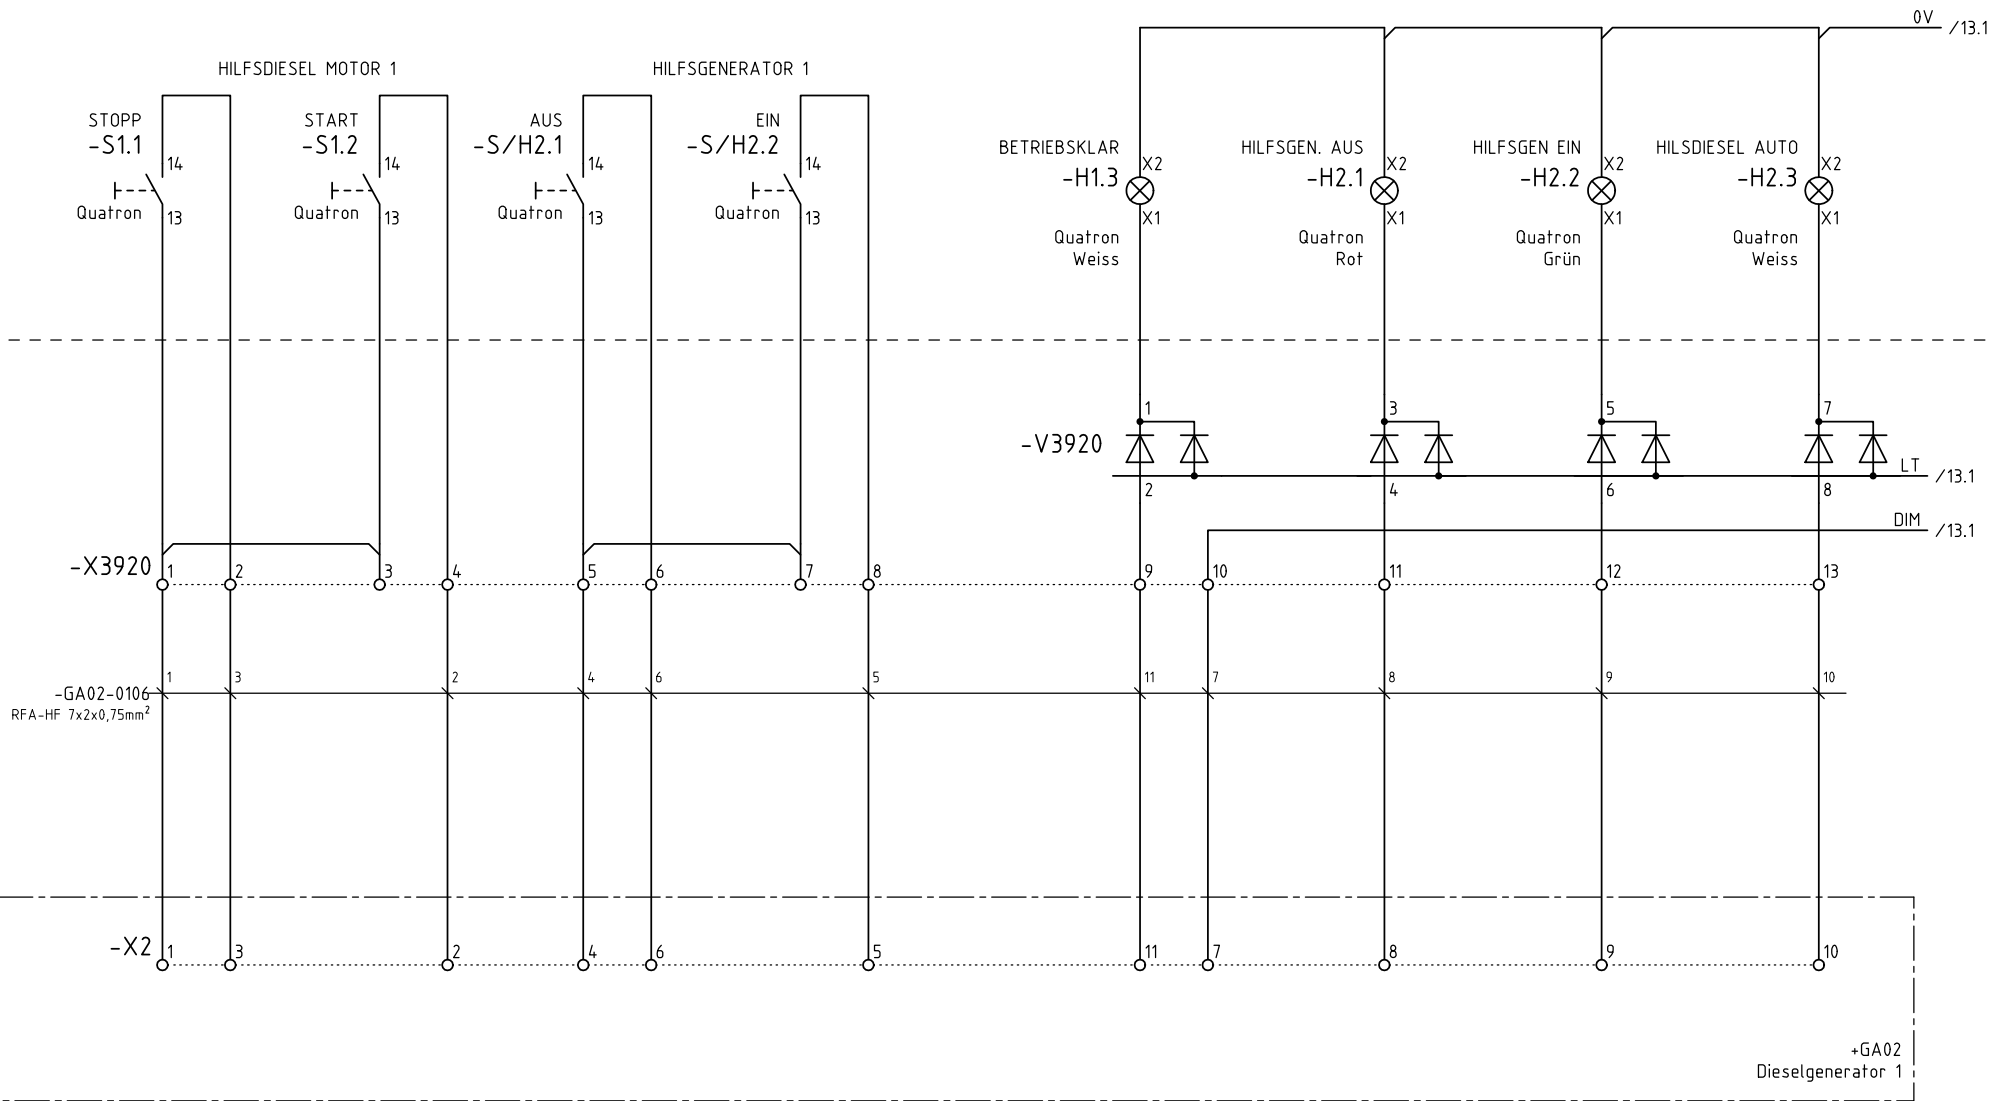 0V /13.1
HILFSDIESEL MOTOR 1 HILFSGENERATOR 1
STOPP START AUS EIN
-S1.1 -S1.2 -S/H2.1 -S/H2.2
BETRIEBSKLAR HILFSGEN. AUS HILFSGEN EIN HILSDIESEL AUTO
14 14 14 14 X2 X2 X2 X2
-H1.3 -H2.1 -H2.2 -H2.3
Quatron Quatron Quatron Quatron
13 13 13 13 X1 X1 X1 X1
Quatron Quatron Quatron Quatron
Weiss Rot Grün Weiss
1 3 5 7
-V3920
LT /13.1
2 4 6 8
DIM /13.1
-X3920 1 2 3 4 5 6 7 8 9 10 11 12 13
1 3 2 4 6 5 11 7 8 9 10
-GA02-0106
RFA-HF 7x2x0,75mm²
-X2 1 3 2 4 6 5 11 7 8 9 10
+GA02
Dieselgenerator 1